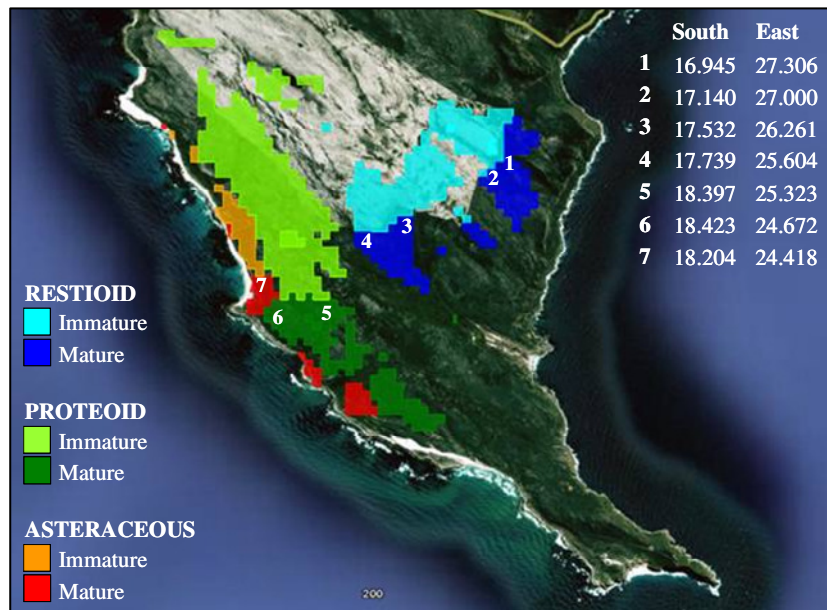 South East
1 16.945 27.306
2 17.140 27.000
3 17.532 26.261
4 17.739 25.604
5 18.397 25.323
6 18.423 24.672
7 18.204 24.418
1
2
3
4
7
5
6
RESTIOID
Immature
Mature
PROTEOID
Immature
Mature
ASTERACEOUS
Immature
Mature
200